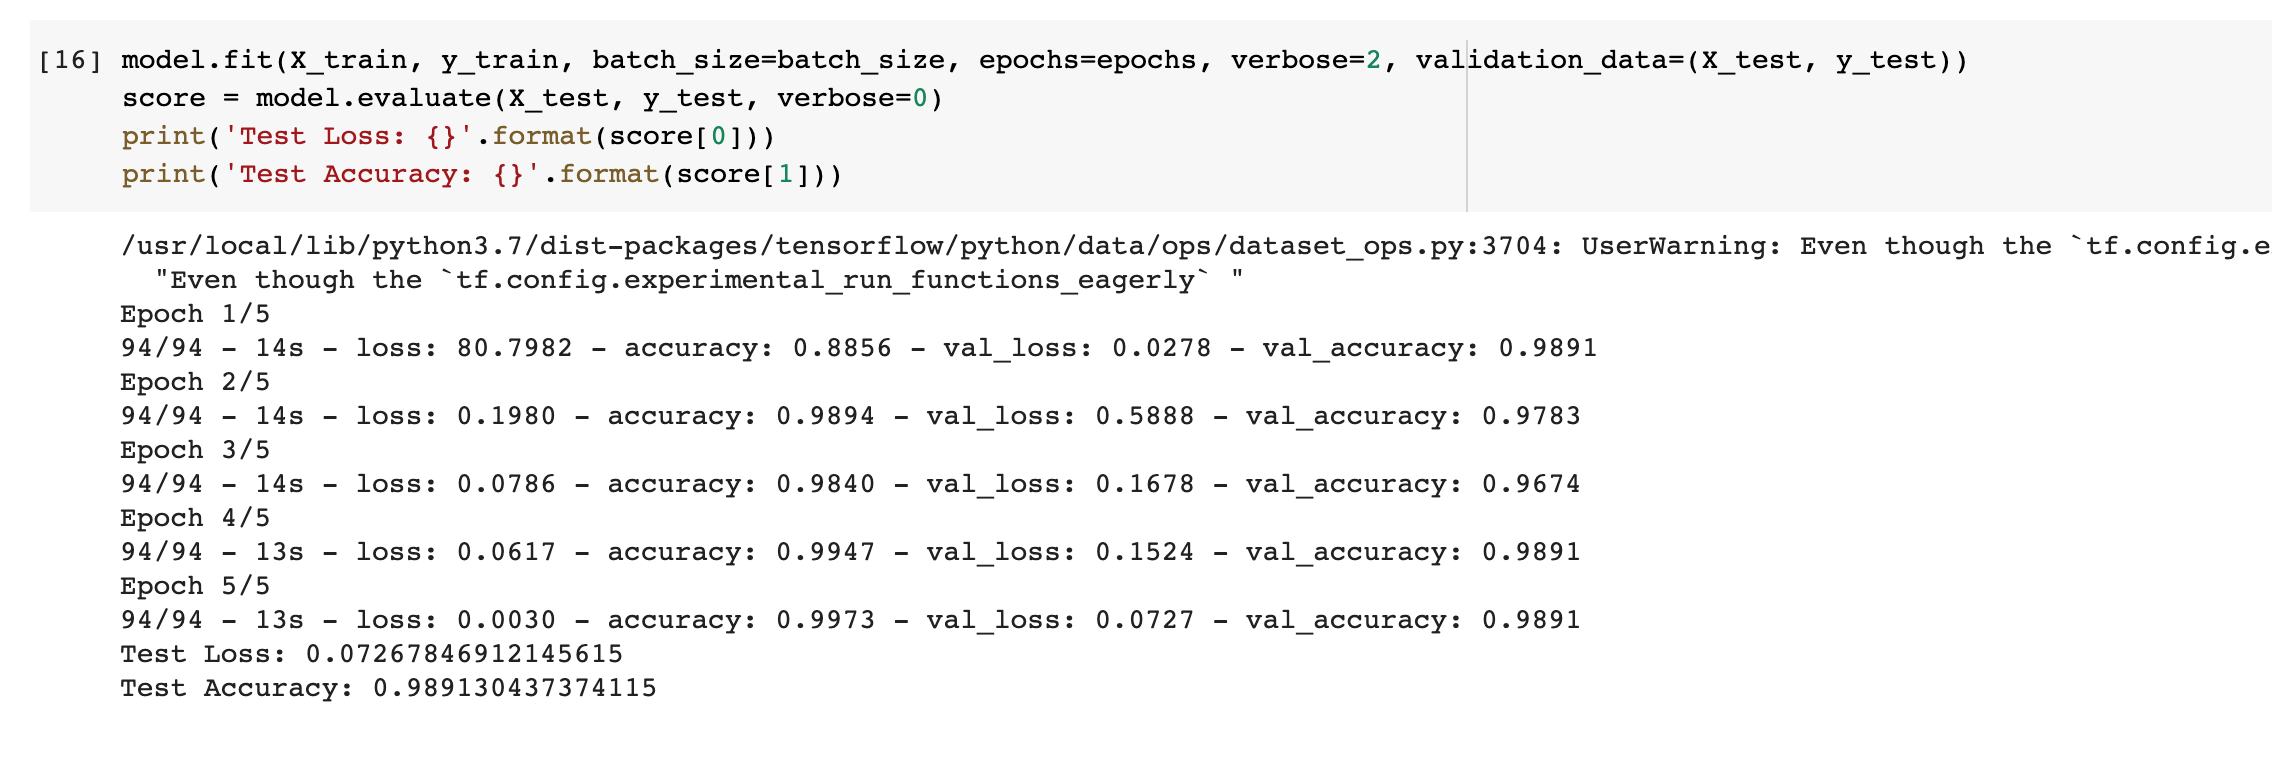 [16] model.fit(X_train, y_train, batch_size=batch_size, epochs=epochs, verbose=2, validation_data=(X_test, y_test))
score = model.evaluate(X_test, y_test, verbose=0)
print('Test Loss: {}'.format(score[0]))
print('Test Accuracy: {}'.format(score[1]))
/usr/local/lib/python3.7/dist-packages/tensorflow/python/data/ops/dataset_ops.py:3704: UserWarning: Even though the `tf.config.e
"Even though the `tf.config.experimental_run_functions_eagerly` "
Epoch 1/5
94/94 - 14s - loss: 80.7982 - accuracy: 0.8856 - val_loss: 0.0278 - val_accuracy: 0.9891
Epoch 2/5
94/94 - 14s - loss: 0.1980 - accuracy: 0.9894 - val_loss: 0.5888 - val_accuracy: 0.9783
Epoch 3/5
94/94 - 14s - loss: 0.0786 - accuracy: 0.9840 - val_loss: 0.1678 - val_accuracy: 0.9674
Epoch 4/5
94/94 - 13s - loss: 0.0617 - accuracy: 0.9947 - val_loss: 0.1524 - val_accuracy: 0.9891
Epoch 5/5
94/94 - 13s - loss: 0.0030 - accuracy: 0.9973 - val_loss: 0.0727 - val_accuracy: 0.9891
Test Loss: 0.07267846912145615
Test Accuracy: 0.989130437374115